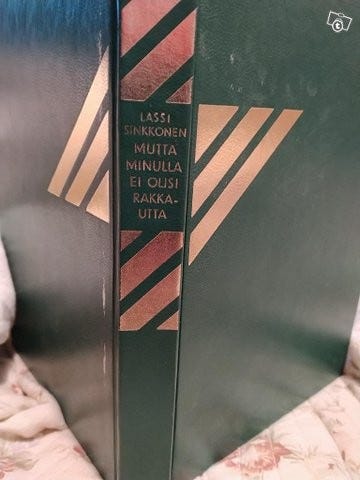 LASSI
SINKKONEN
MUTTA
MINULLA
EI OLISI
RAKKA-
UTTA